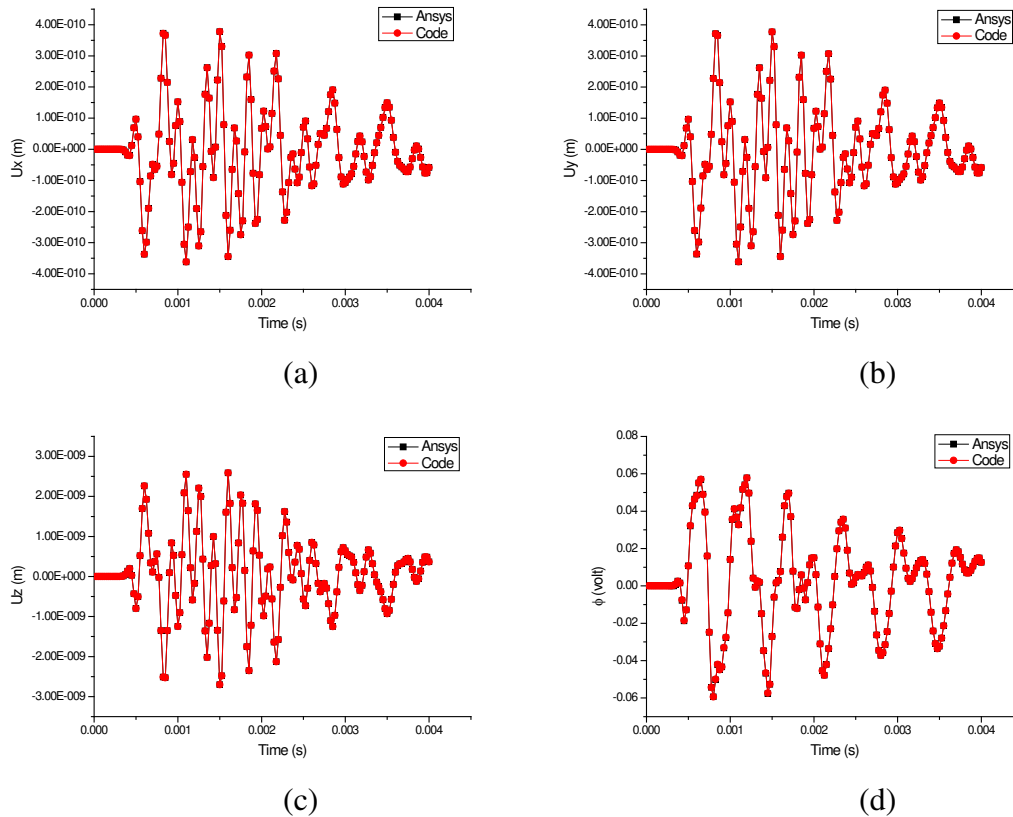 4.00E-010
3.00E-010
2.00E-010
1.00E-010
0.00E+000
-1.00E-010
-2.00E-010
-3.00E-010
-4.00E-010
Ux (m)
0.000 0.001 0.002 0.003 0.004
Time (s)
Ansys
Code
(a)
4.00E-010
3.00E-010
2.00E-010
1.00E-010
0.00E+000
-1.00E-010
-2.00E-010
-3.00E-010
-4.00E-010
Uy (m)
0.000 0.001 0.002 0.003 0.004
Time (s)
Ansys
Code
(b)
3.00E-009
2.00E-009
1.00E-009
0.00E+000
-1.00E-009
-2.00E-009
-3.00E-009
Uz (m)
0.000 0.001 0.002 0.003 0.004
Time (s)
Ansys
Code
(c)
0.08
0.06
0.04
0.02
0.00
-0.02
-0.04
-0.06
ϕ (volt)
0.000 0.001 0.002 0.003 0.004
Time (s)
Ansys
Code
(d)